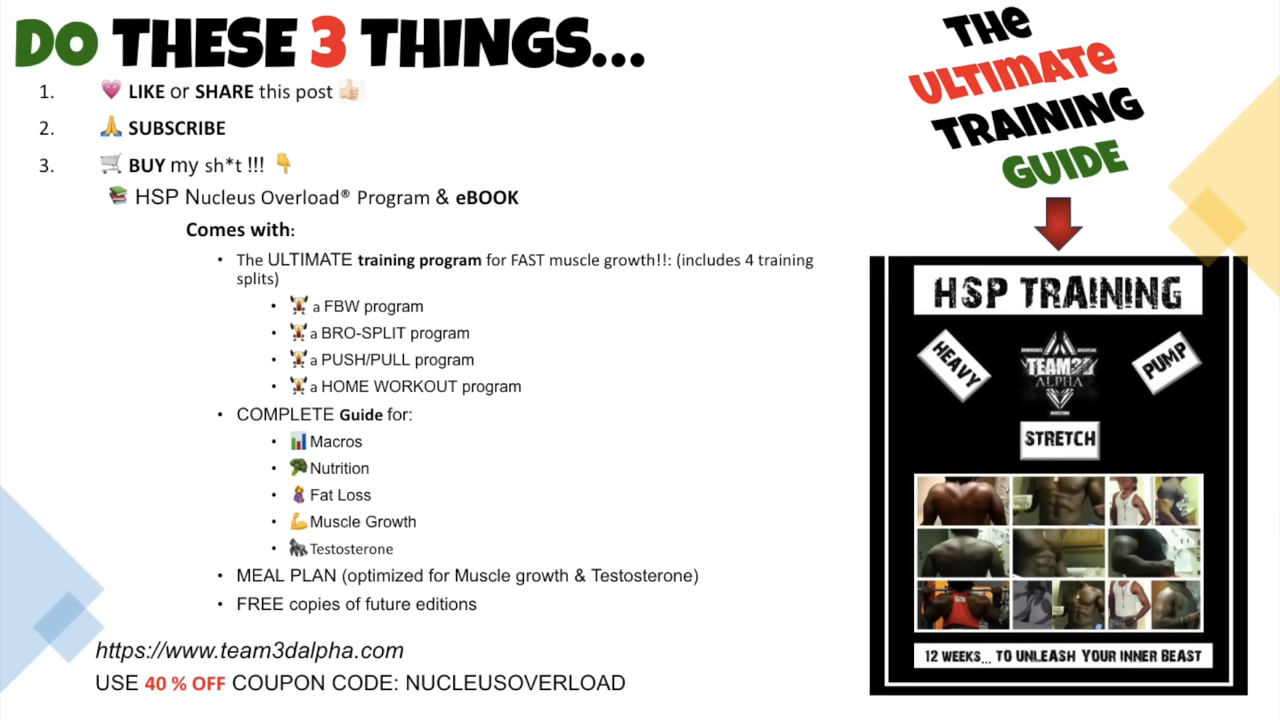 DO THESE 3 THINGS...
1. 💗 LIKE or SHARE this post 👍🏻
2. 🙏 SUBSCRIBE
3. 🛒 BUY my sh*t !!! 👇
📚 HSP Nucleus Overload® Program & eBOOK
Comes with:
• The ULTIMATE training program for FAST muscle growth!!: (includes 4 training
splits)
• 🏋 a FBW program
• 🏋 a BRO-SPLIT program
• 🏋 a PUSH/PULL program
• 🏋 a HOME WORKOUT program
• COMPLETE Guide for:
• 📊 Macros
• 🥦 Nutrition
• 🤰 Fat Loss
• 💪 Muscle Growth
• 🦍 Testosterone
• MEAL PLAN (optimized for Muscle growth & Testosterone)
• FREE copies of future editions
https://www.team3dalpha.com
USE 40 % OFF COUPON CODE: NUCLEUSOVERLOAD
THE
ULTIMATE
TRAINING
GUIDE
HSP TRAINING
HEAVY
TEAM3D
ALPHA
PUMP
STRETCH
12 WEEKS... TO UNLEASH YOUR INNER BEAST